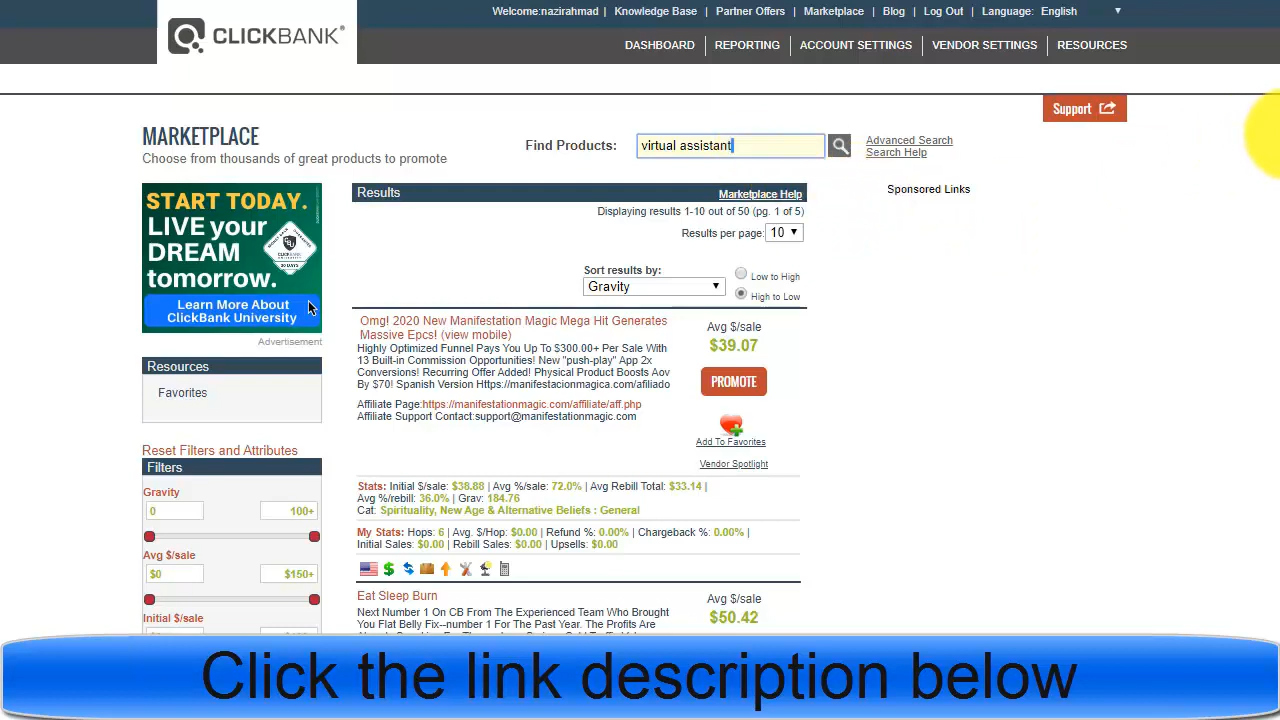 Welcome:nazirahmad | Knowledge Base | Partner Offers | Marketplace | Blog | Log Out | Language: English
CLICKBANK
DASHBOARD | REPORTING | ACCOUNT SETTINGS | VENDOR SETTINGS | RESOURCES
Support
MARKETPLACE
Choose from thousands of great products to promote
Find Products: virtual assistant
Advanced Search
Search Help
START TODAY.
LIVE your
DREAM
tomorrow.
Learn More About
ClickBank University
Advertisement
Resources
Favorites
Reset Filters and Attributes
Filters
Gravity
0 100+
Avg $/sale
$0 $150+
Initial $/sale
Results Marketplace Help
Displaying results 1-10 out of 50 (pg. 1 of 5)
Results per page: 10
Sort results by:
Gravity
Low to High
High to Low
Omg! 2020 New Manifestation Magic Mega Hit Generates
Massive Epcs! (view mobile)
Highly Optimized Funnel Pays You Up To $300.00+ Per Sale With
13 Built-in Commission Opportunities! New "push-play" App 2x
Conversions! Recurring Offer Added! Physical Product Boosts Aov
By $70! Spanish Version Https://manifestacionmagica.com/afiliado
Affiliate Page:https://manifestationmagic.com/affiliate/aff.php
Affiliate Support Contact:support@manifestationmagic.com
Avg $/sale
$39.07
PROMOTE
Add To Favorites
Vendor Spotlight
Stats: Initial $/sale: $38.88 | Avg %/sale: 72.0% | Avg Rebill Total: $33.14 |
Avg %/rebill: 36.0% | Grav: 184.76
Cat: Spirituality, New Age & Alternative Beliefs : General
My Stats: Hops: 6 | Avg. $/Hop: $0.00 | Refund %: 0.00% | Chargeback %: 0.00% |
Initial Sales: $0.00 | Rebill Sales: $0.00 | Upsells: $0.00
Eat Sleep Burn
Next Number 1 On CB From The Experienced Team Who Brought
You Flat Belly Fix--number 1 For The Past Year. The Profits Are
Avg $/sale
$50.42
Sponsored Links
Click the link description below